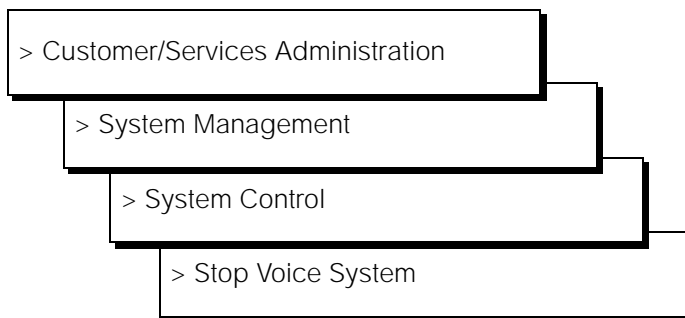 > Customer/Services Administration
> System Management
> System Control
> Stop Voice System